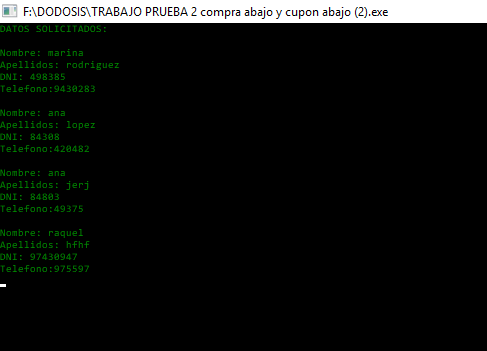 F:\DODOSIS\TRABAJO PRUEBA 2 compra abajo y cupon abajo (2).exe
DATOS SOLICITADOS:
Nombre: marina
Apellidos: rodriguez
DNI: 498385
Telefono:9430283
Nombre: ana
Apellidos: lopez
DNI: 84308
Telefono:420482
Nombre: ana
Apellidos: jerj
DNI: 84803
Telefono:49375
Nombre: raquel
Apellidos: hfhf
DNI: 97430947
Telefono:975597